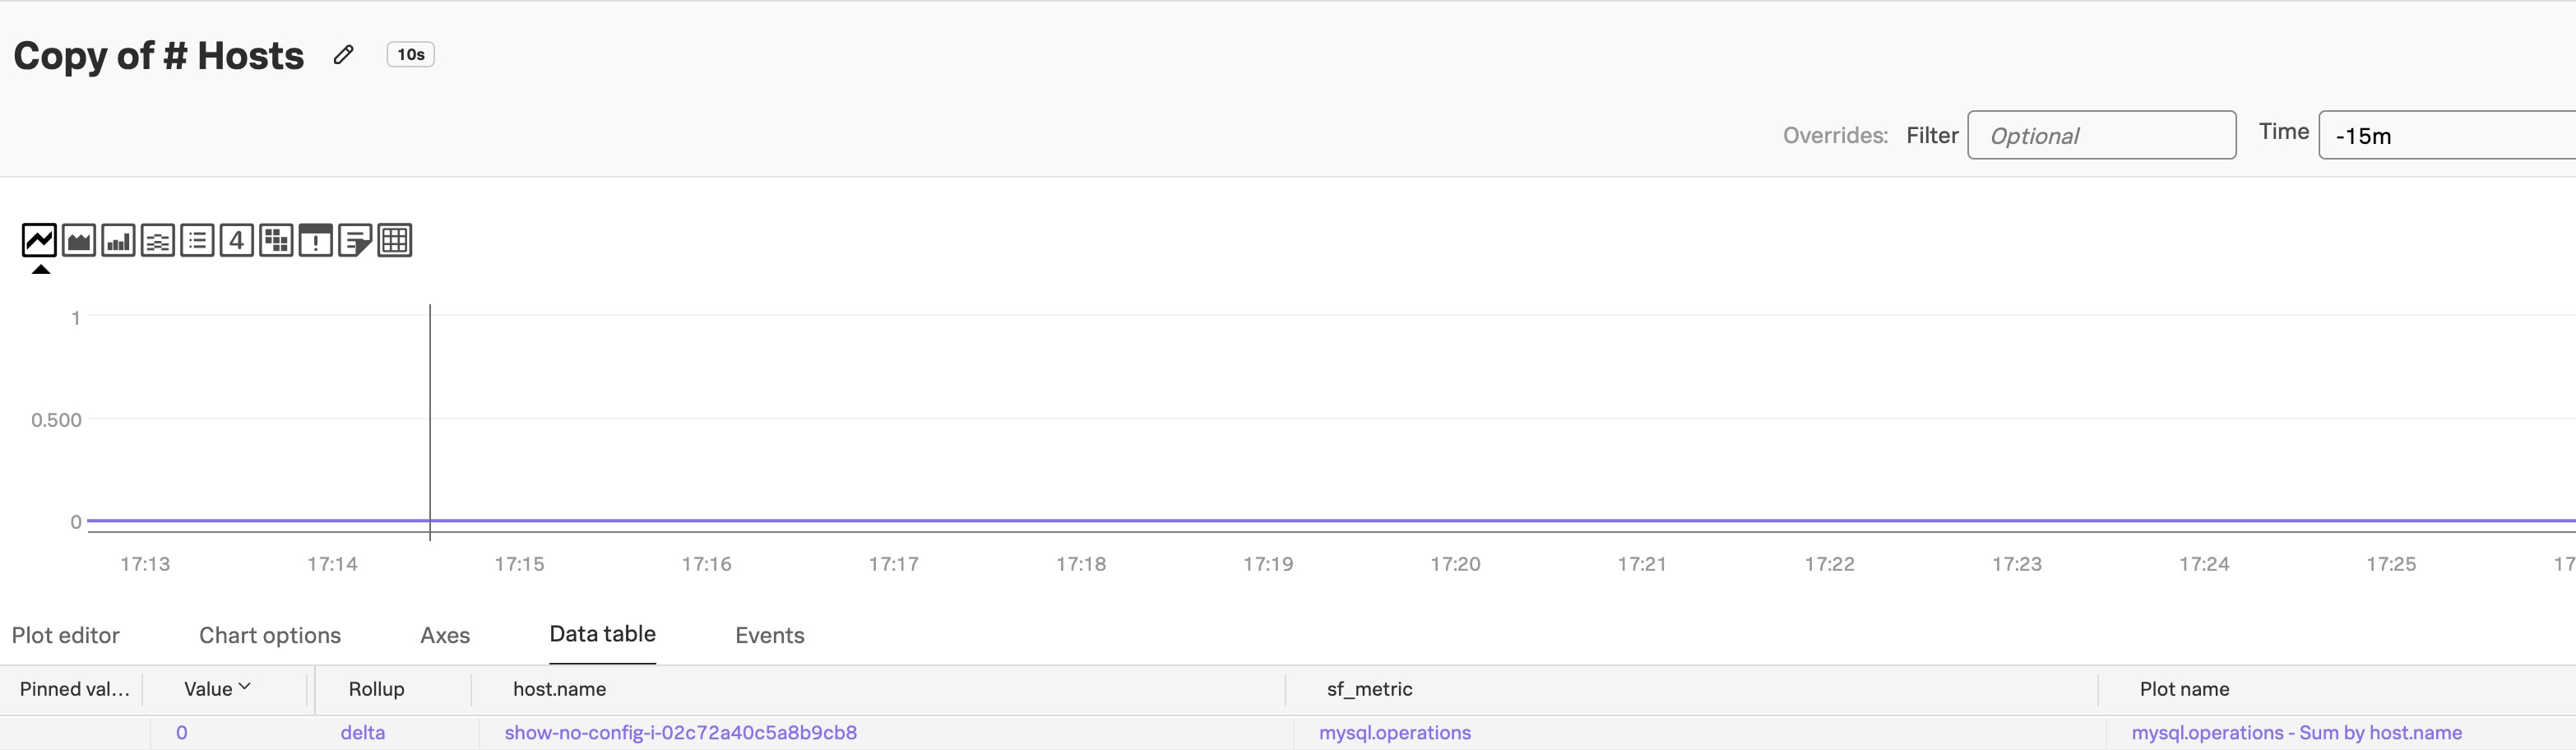 Copy of # Hosts 10s
Overrides: Filter Optional Time -15m
4
1
0.500
0
17:13 17:14 17:15 17:16 17:17 17:18 17:19 17:20 17:21 17:22 17:23 17:24 17:25 17
Plot editor Chart options Axes Data table Events
Pinned val... Value Rollup host.name sf_metric Plot name
0 delta show-no-config-i-02c72a40c5a8b9cb8 mysql.operations mysql.operations - Sum by host.name